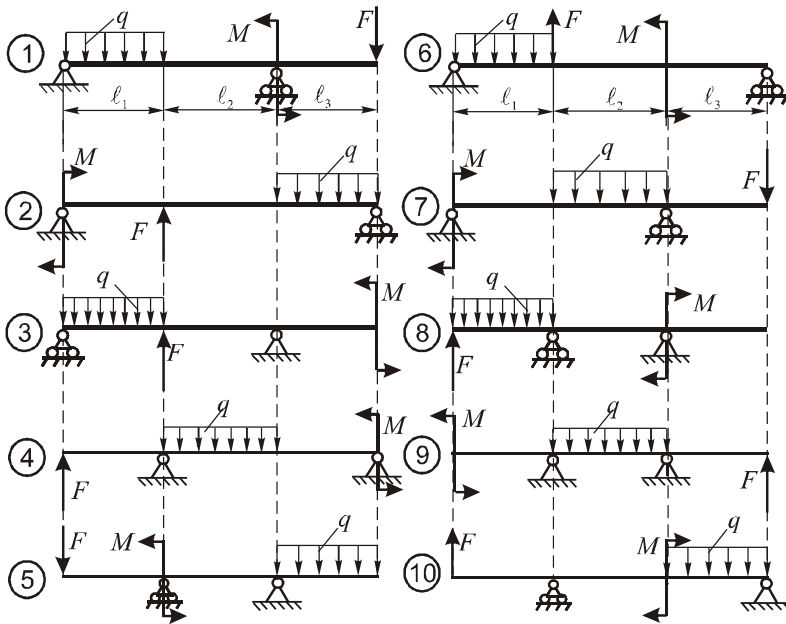 1 q M F
ℓ₁ ℓ₂ ℓ₃
6 q F M
ℓ₁ ℓ₂ ℓ₃
2 M F q
7 M q F
3 q F M
8 q F M
4 F q M
9 M q F
5 F M q
10 F M q